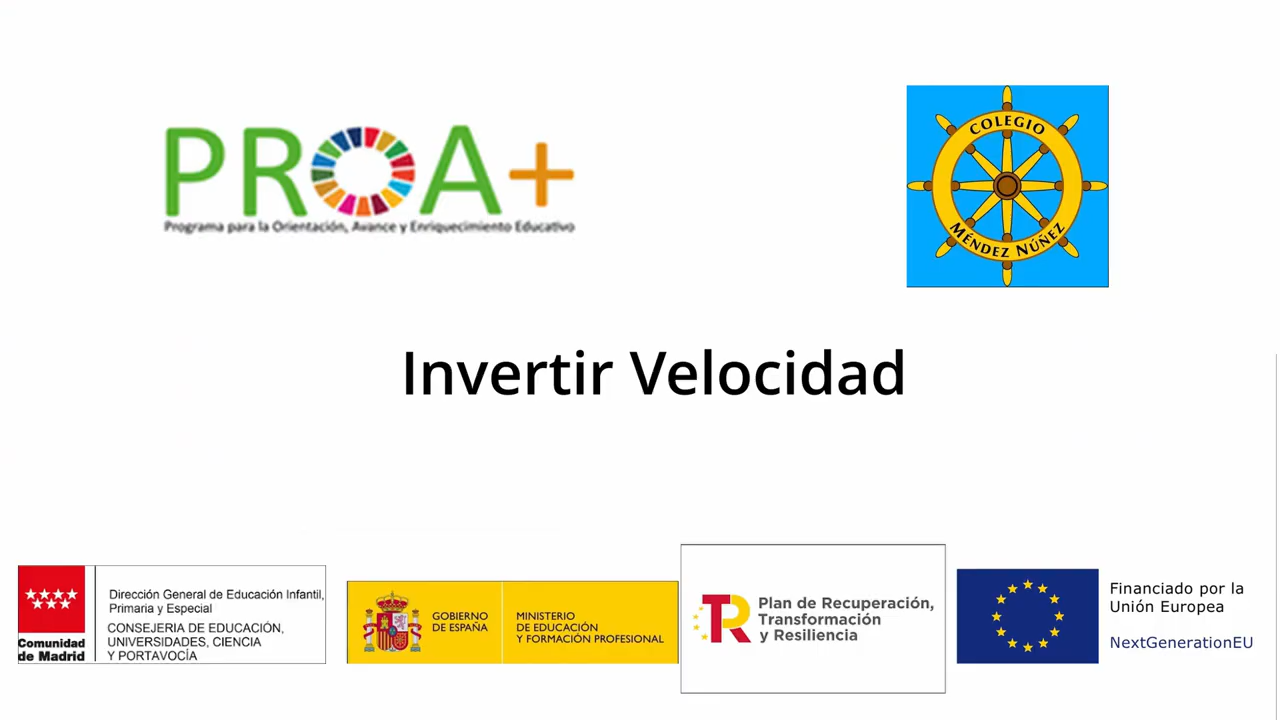 PROA+
Programa para la Orientación, Avance y Enriquecimiento Educativo
COLEGIO
MÉNDEZ NÚÑEZ
Invertir Velocidad
Comunidad
de Madrid
Dirección General de Educación Infantil,
Primaria y Especial
CONSEJERIA DE EDUCACIÓN,
UNIVERSIDADES, CIENCIA
Y PORTAVOCÍA
GOBIERNO
DE ESPAÑA
MINISTERIO
DE EDUCACIÓN
Y FORMACIÓN PROFESIONAL
TR
Plan de Recuperación,
Transformación
y Resiliencia
Financiado por la
Unión Europea
NextGenerationEU